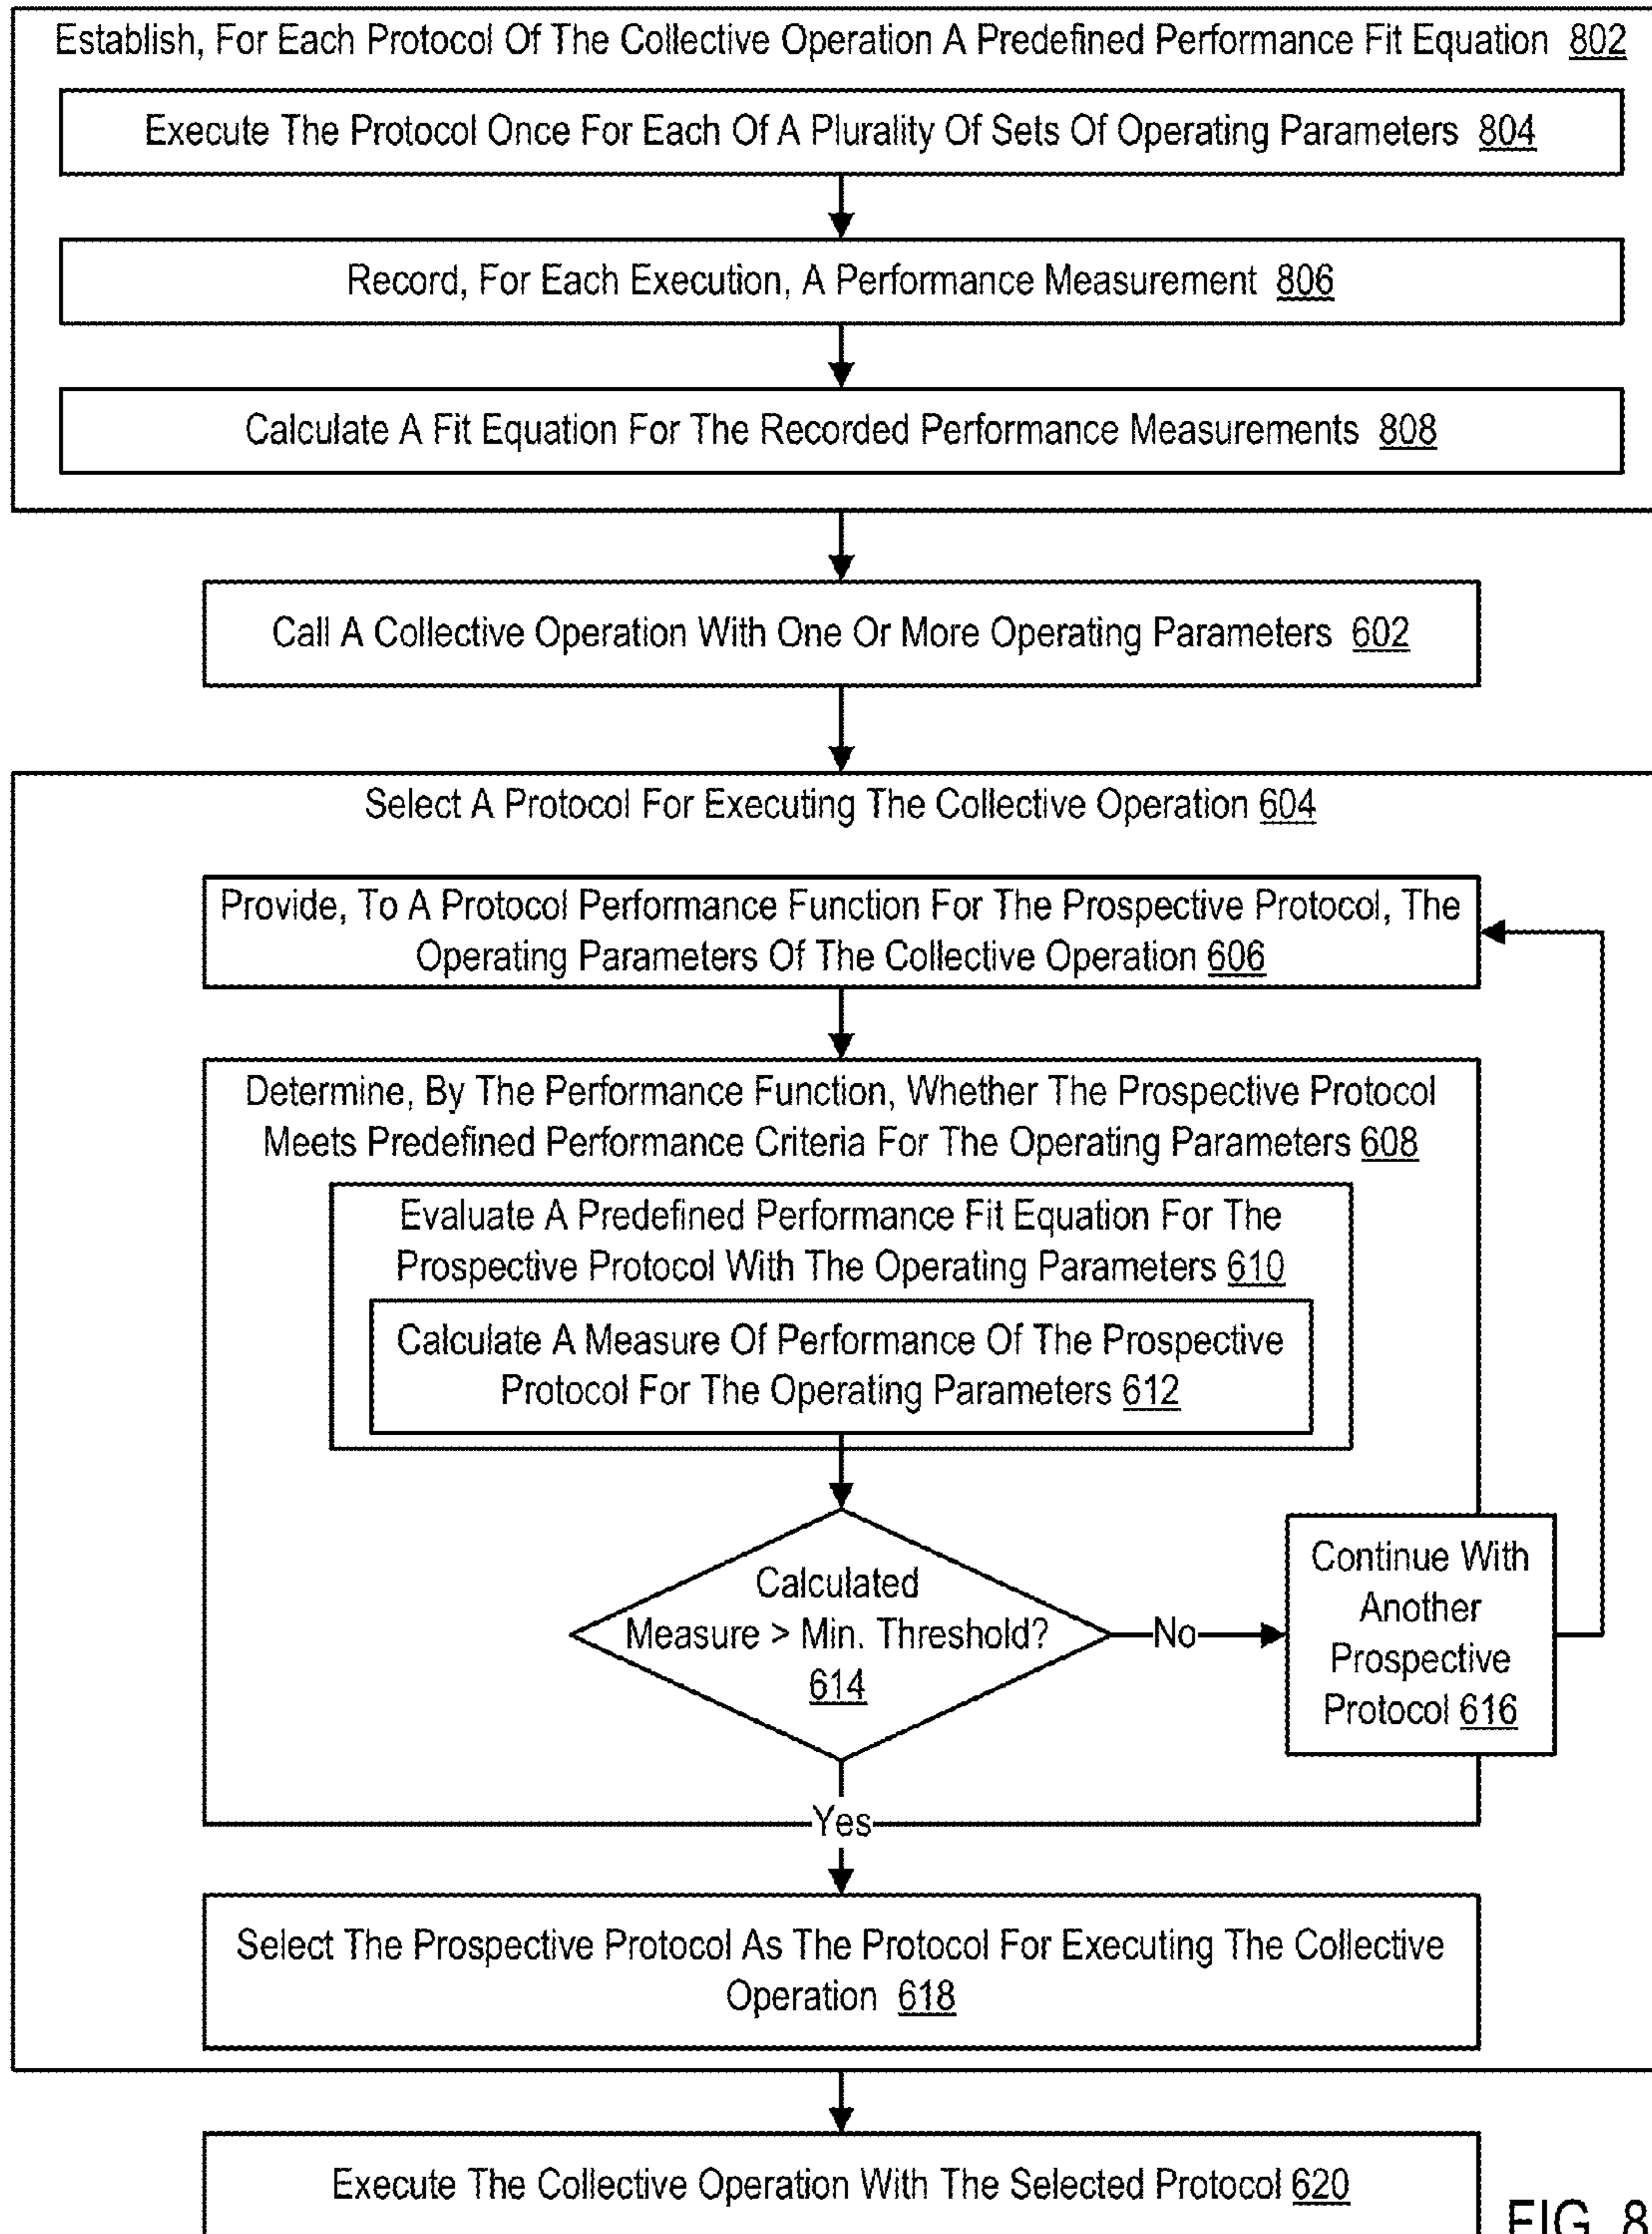 Establish, For Each Protocol Of The Collective Operation A Predefined Performance Fit Equation 802
Execute The Protocol Once For Each Of A Plurality Of Sets Of Operating Parameters 804
Record, For Each Execution, A Performance Measurement 806
Calculate A Fit Equation For The Recorded Performance Measurements 808
Call A Collective Operation With One Or More Operating Parameters 602
Select A Protocol For Executing The Collective Operation 604
Provide, To A Protocol Performance Function For The Prospective Protocol, The
Operating Parameters Of The Collective Operation 606
Determine, By The Performance Function, Whether The Prospective Protocol
Meets Predefined Performance Criteria For The Operating Parameters 608
Evaluate A Predefined Performance Fit Equation For The
Prospective Protocol With The Operating Parameters 610
Calculate A Measure Of Performance Of The Prospective
Protocol For The Operating Parameters 612
Calculated
Measure > Min. Threshold?
614
No
Continue With
Another
Prospective
Protocol 616
Yes
Select The Prospective Protocol As The Protocol For Executing The Collective
Operation 618
Execute The Collective Operation With The Selected Protocol 620
FIG. 8